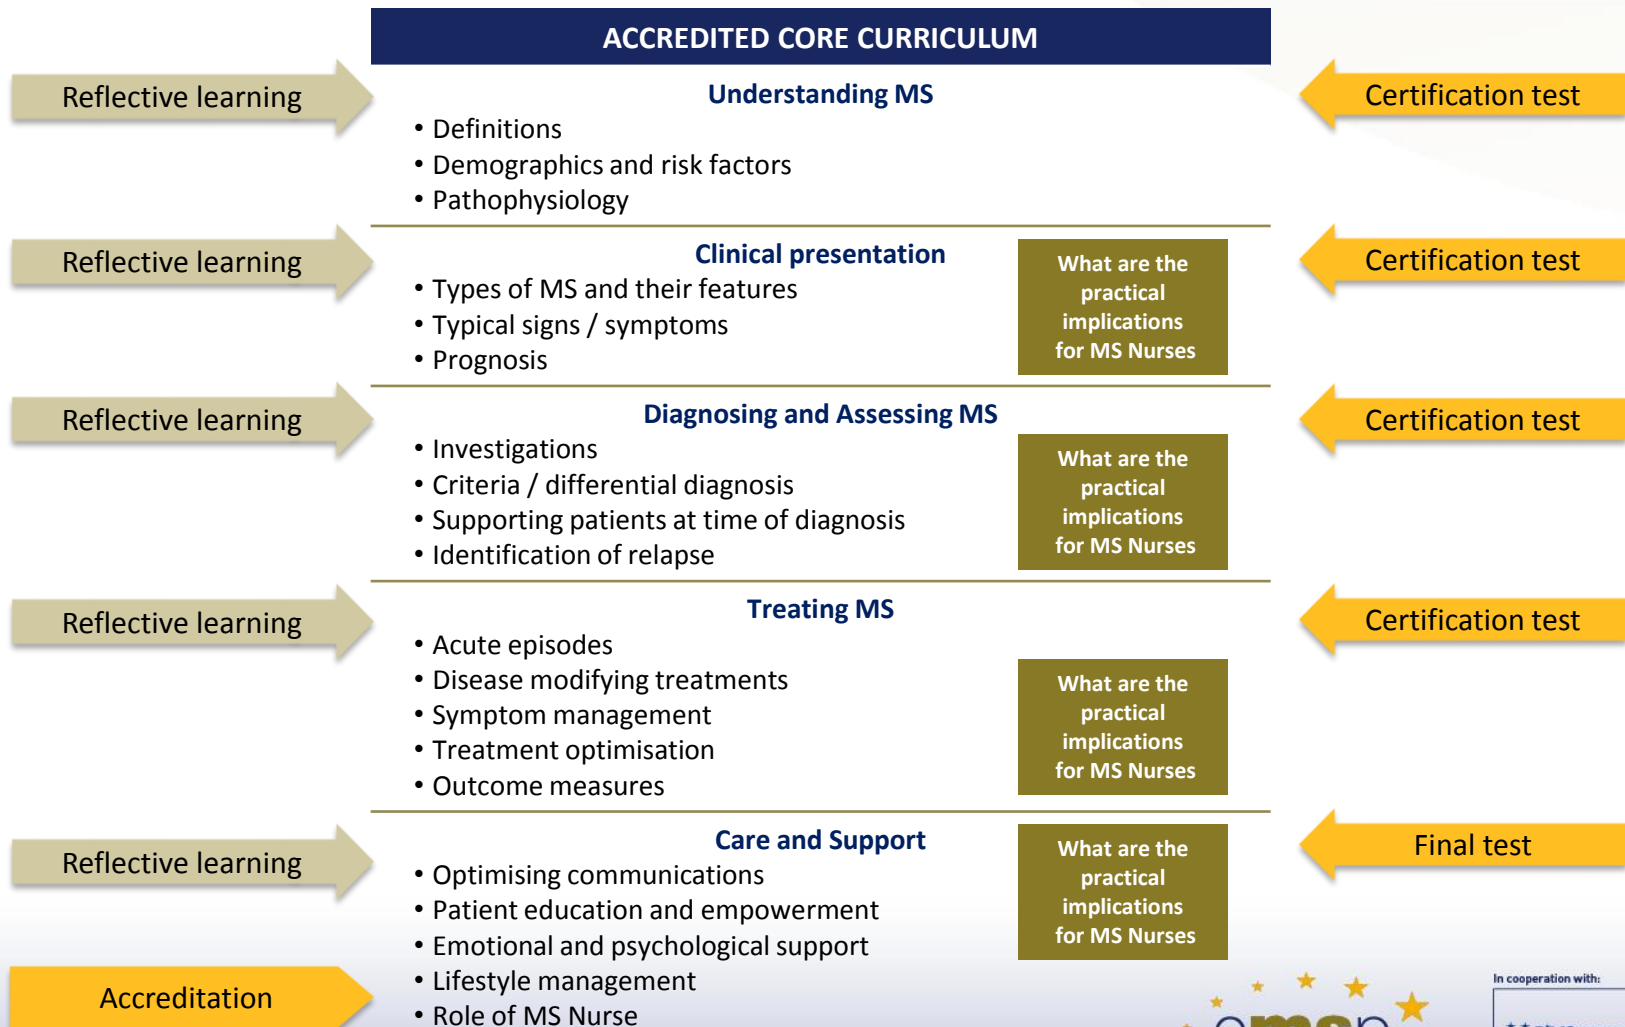 ACCREDITED CORE CURRICULUM
Reflective learning
Understanding MS
Certification test
• Definitions
• Demographics and risk factors
• Pathophysiology
Reflective learning
Clinical presentation
Certification test
• Types of MS and their features
• Typical signs / symptoms
• Prognosis
What are the
practical
implications
for MS Nurses
Reflective learning
Diagnosing and Assessing MS
Certification test
• Investigations
• Criteria / differential diagnosis
• Supporting patients at time of diagnosis
• Identification of relapse
What are the
practical
implications
for MS Nurses
Reflective learning
Treating MS
Certification test
• Acute episodes
• Disease modifying treatments
• Symptom management
• Treatment optimisation
• Outcome measures
What are the
practical
implications
for MS Nurses
Reflective learning
Care and Support
Final test
• Optimising communications
• Patient education and empowerment
• Emotional and psychological support
• Lifestyle management
• Role of MS Nurse
What are the
practical
implications
for MS Nurses
Accreditation
emsp
In cooperation with: